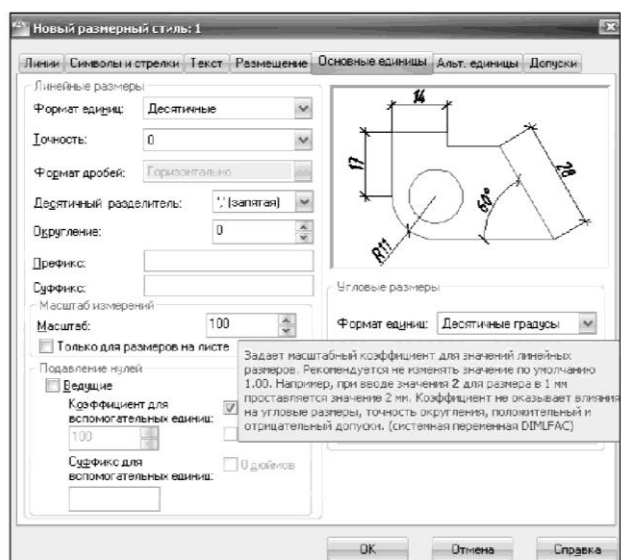 Новый размерный стиль: 1
Линии Символы и стрелки Текст Размещение Основные единицы Альт. единицы Допуски
Линейные размеры
Формат единиц: Десятичные
Точность: 0
Формат дробей: Горизонтально
Десятичный разделитель: ',' (запятая)
Округление: 0
Префикс:
Суффикс:
Масштаб измерений
Масштаб: 100
Только для размеров на листе
Подавление нулей
Ведущие
Коэффициент для
вспомогательных единиц:
100
Суффикс для
вспомогательных единиц:
0 дюймов
14
17
28
60°
R11
Угловые размеры
Формат единиц: Десятичные градусы
Задает масштабный коэффициент для значений линейных
размеров. Рекомендуется не изменять значение по умолчанию
1.00. Например, при вводе значения 2 для размера в 1 мм
проставляется значение 2 мм. Коэффициент не оказывает влияния
на угловые размеры, точность округления, положительный и
отрицательный допуски. (системная переменная DIMLFAC)
OK Отмена Справка